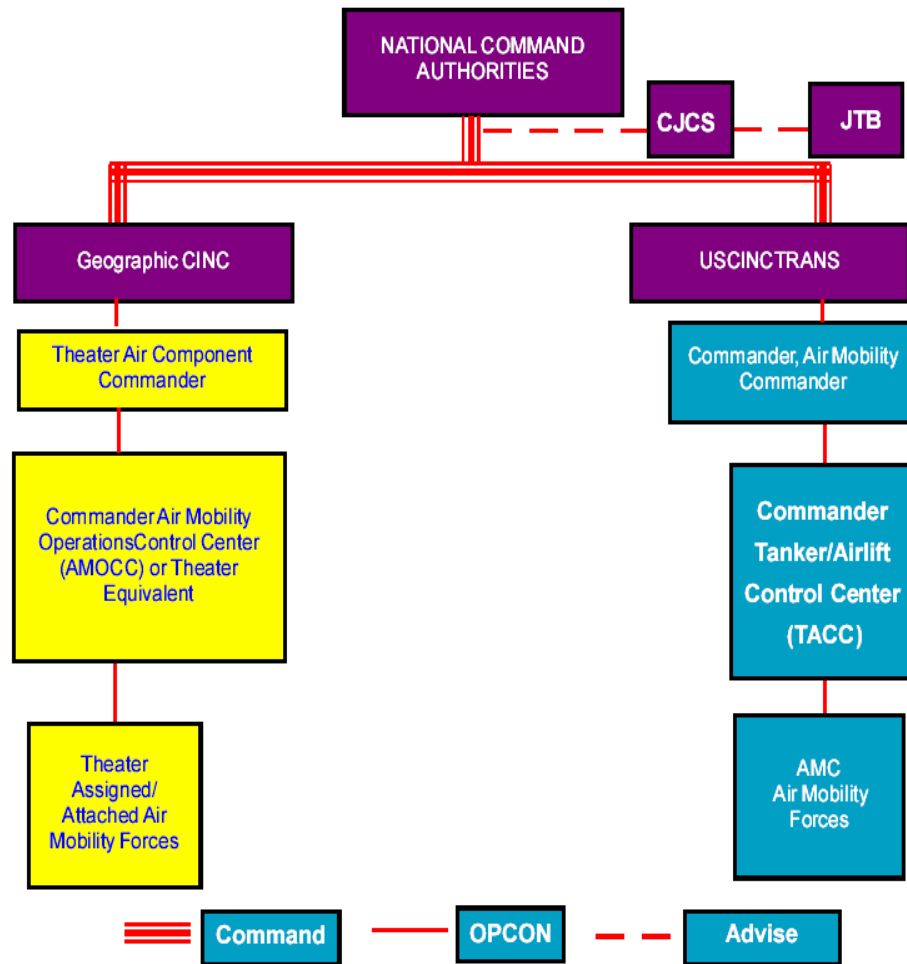 NATIONAL COMMAND
AUTHORITIES
CJCS
JTB
Geographic CINC
USCINCTRANS
Theater Air Component
Commander
Commander, Air Mobility
Commander
Commander Air Mobility
OperationsControl Center
(AMOCC) or Theater
Equivalent
Commander
Tanker/Airlift
Control Center
(TACC)
Theater
Assigned/
Attached Air
Mobility Forces
AMC
Air Mobility
Forces
Command
OPCON
Advise